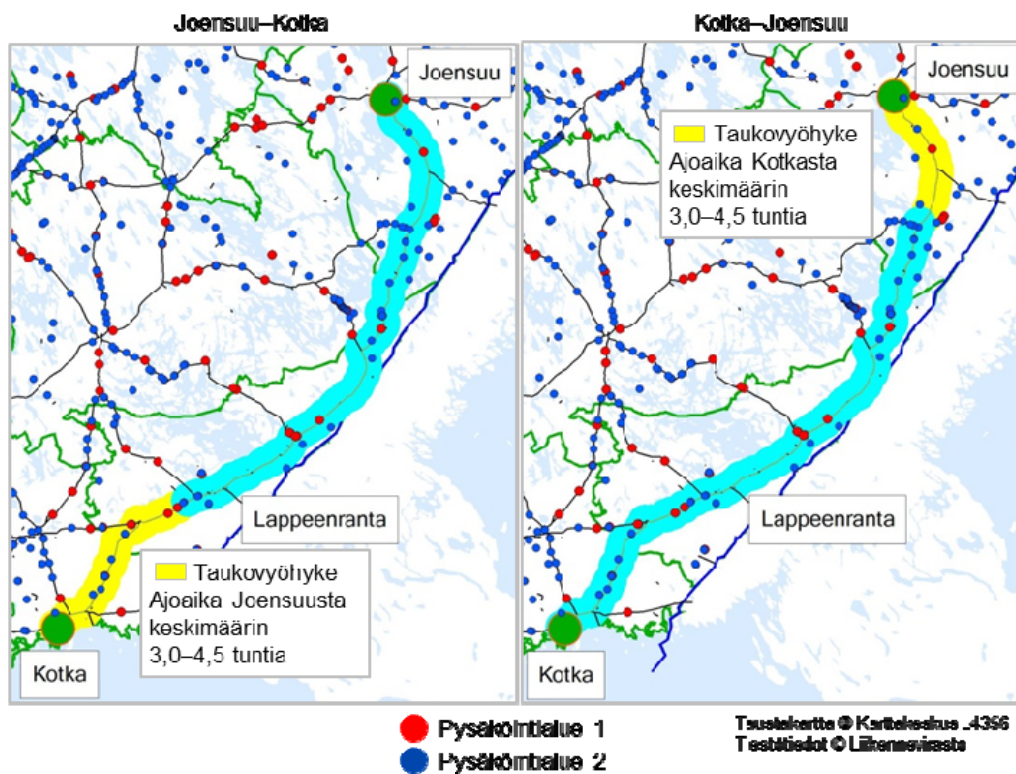 Joensuu–Kotka
Joensuu
Lappeenranta
Taukovyöhyke
Ajoaika Joensuusta
keskimäärin
3,0–4,5 tuntia
Kotka
Kotka–Joensuu
Joensuu
Taukovyöhyke
Ajoaika Kotkasta
keskimäärin
3,0–4,5 tuntia
Lappeenranta
Kotka
Pysäköintialue 1
Pysäköintialue 2
Taustakartta © Karttakeskus
Tiestötiedot © Liikennevirasto